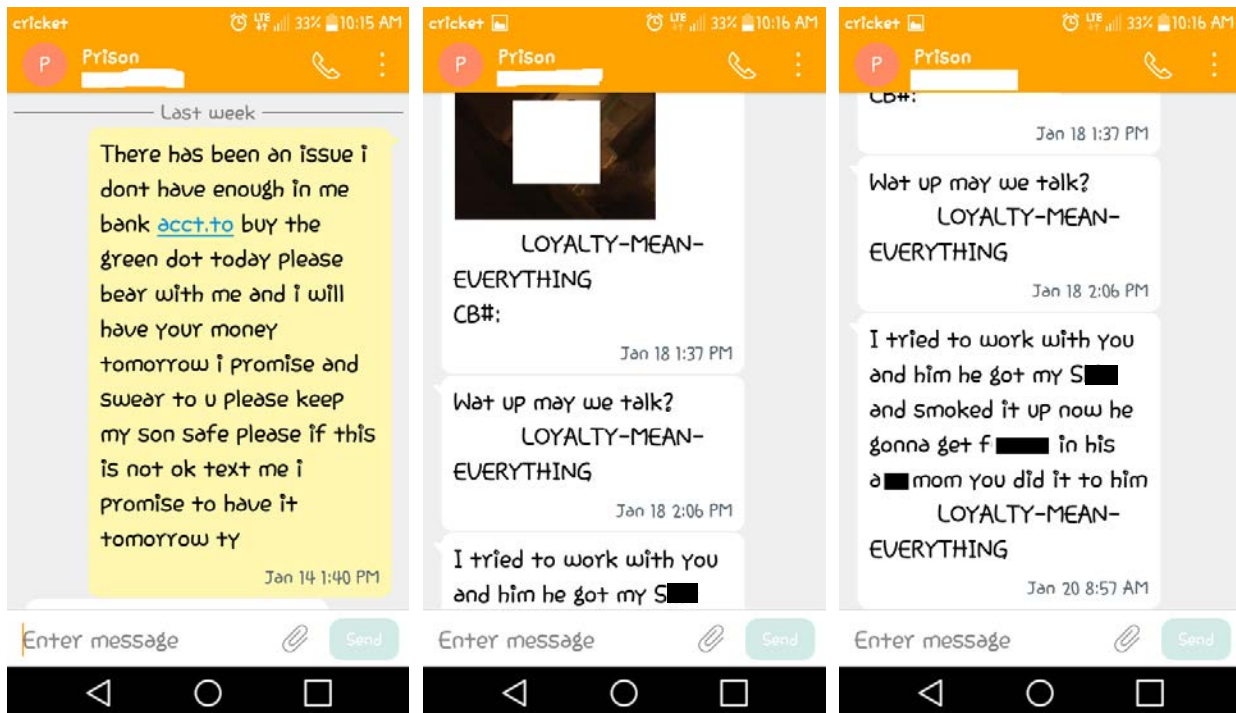 cricket LTE 33% 10:15 AM
P Prison
Last week
There has been an issue i
dont have enough in me
bank acct.to buy the
green dot today please
bear with me and i will
have your money
tomorrow i promise and
swear to u please keep
my son safe please if this
is not ok text me i
promise to have it
tomorrow ty
Jan 14 1:40 PM
Enter message Send
cricket LTE 33% 10:16 AM
P Prison
LOYALTY-MEAN-
EVERYTHING
CB#:
Jan 18 1:37 PM
Wat up may we talk?
LOYALTY-MEAN-
EVERYTHING
Jan 18 2:06 PM
I tried to work with you
and him he got my S
Enter message Send
cricket LTE 33% 10:16 AM
P Prison
CB#:
Jan 18 1:37 PM
Wat up may we talk?
LOYALTY-MEAN-
EVERYTHING
Jan 18 2:06 PM
I tried to work with you
and him he got my S
and smoked it up now he
gonna get f in his
a mom you did it to him
LOYALTY-MEAN-
EVERYTHING
Jan 20 8:57 AM
Enter message Send